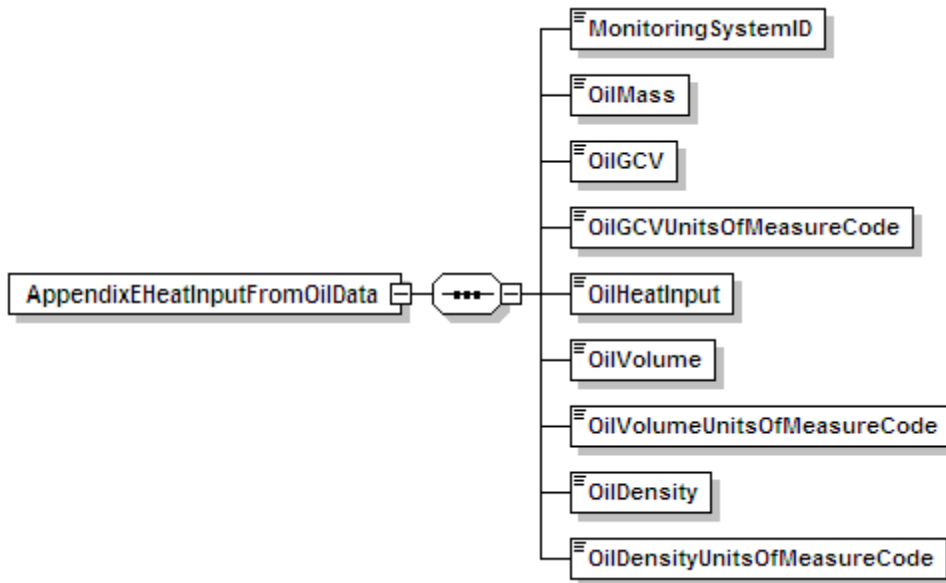 MonitoringSystemID
OilMass
OilGCV
OilGCVUnitsOfMeasureCode
AppendixEHeatInputFromOilData
OilHeatInput
OilVolume
OilVolumeUnitsOfMeasureCode
OilDensity
OilDensityUnitsOfMeasureCode